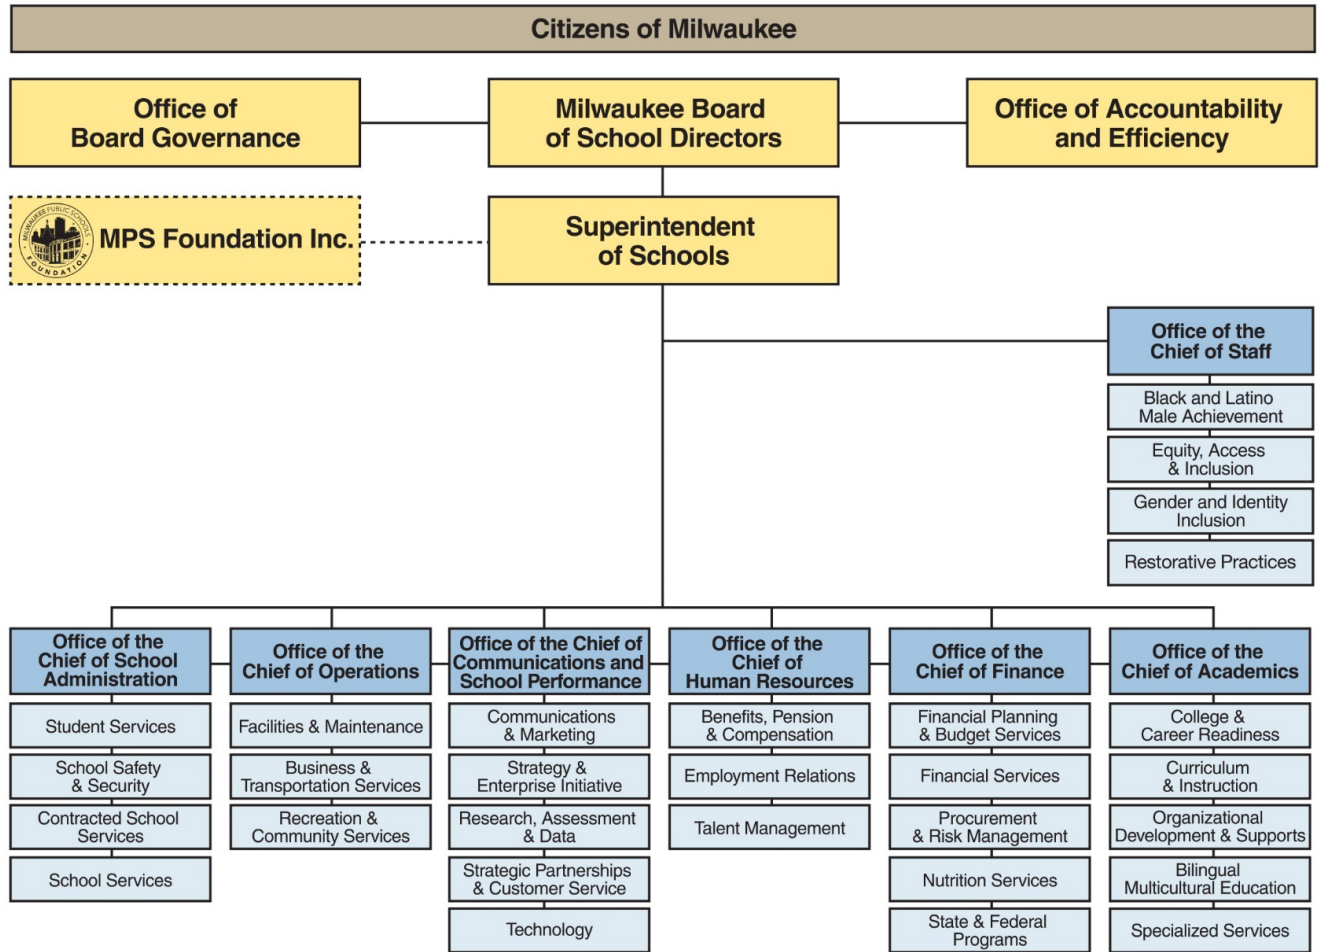 Citizens of Milwaukee
Office of
Board Governance
Milwaukee Board
of School Directors
Office of Accountability
and Efficiency
MILWAUKEE PUBLIC SCHOOLS
FOUNDATION
MPS Foundation Inc.
Superintendent
of Schools
Office of the
Chief of Staff
Black and Latino
Male Achievement
Equity, Access
& Inclusion
Gender and Identity
Inclusion
Restorative Practices
Office of the
Chief of School
Administration
Student Services
School Safety
& Security
Contracted School
Services
School Services
Office of the
Chief of Operations
Facilities & Maintenance
Business &
Transportation Services
Recreation &
Community Services
Office of the Chief of
Communications and
School Performance
Communications
& Marketing
Strategy &
Enterprise Initiative
Research, Assessment
& Data
Strategic Partnerships
& Customer Service
Technology
Office of the
Chief of
Human Resources
Benefits, Pension
& Compensation
Employment Relations
Talent Management
Office of the
Chief of Finance
Financial Planning
& Budget Services
Financial Services
Procurement
& Risk Management
Nutrition Services
State & Federal
Programs
Office of the
Chief of Academics
College &
Career Readiness
Curriculum
& Instruction
Organizational
Development & Supports
Bilingual
Multicultural Education
Specialized Services